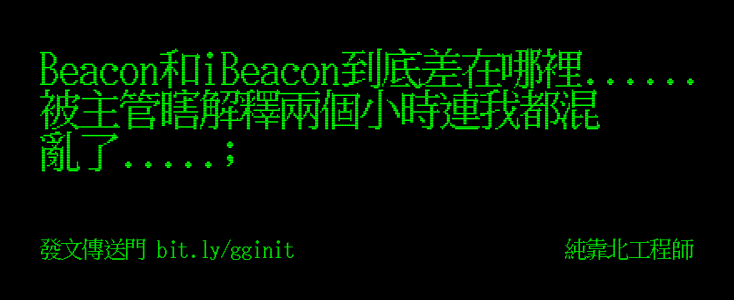 Beacon和iBeacon到底差在哪裡......
被主管瞎解釋兩個小時連我都混
亂了.....;
發文傳送門 bit.ly/gginit
純靠北工程師